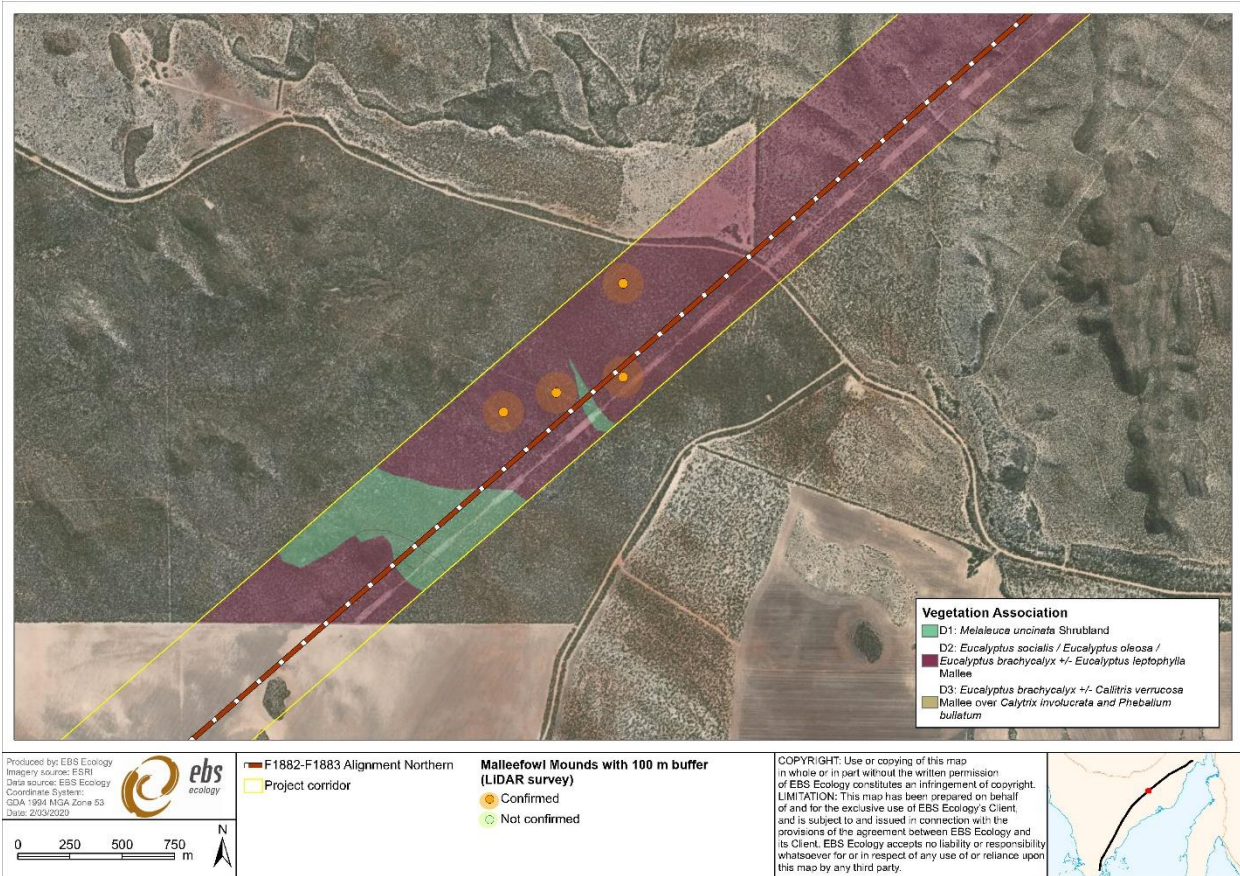 Vegetation Association
D1: Melaleuca uncinata Shrubland
D2: Eucalyptus socialis / Eucalyptus oleosa /
Eucalyptus brachycalyx +/- Eucalyptus leptophylla
Mallee
D3: Eucalyptus brachycalyx +/- Callitris verrucosa
Mallee over Calytrix involucrata and Phebalium
bullatum
Produced by: EBS Ecology
Imagery source: ESRI
Data source: EBS Ecology
Coordinate System:
GDA 1994 MGA Zone 53
Date: 2/03/2020
ebs
ecology
0 250 500 750
m
N
F1882-F1883 Alignment Northern
Project corridor
Malleefowl Mounds with 100 m buffer
(LiDAR survey)
Confirmed
Not confirmed
COPYRIGHT: Use or copying of this map
in whole or in part without the written permission
of EBS Ecology constitutes an infringement of copyright.
LIMITATION: This map has been prepared on behalf
of and for the exclusive use of EBS Ecology's Client,
and is subject to and issued in connection with the
provisions of the agreement between EBS Ecology and
its Client. EBS Ecology accepts no liability or responsibility
whatsoever for or in respect of any use of or reliance upon
this map by any third party.